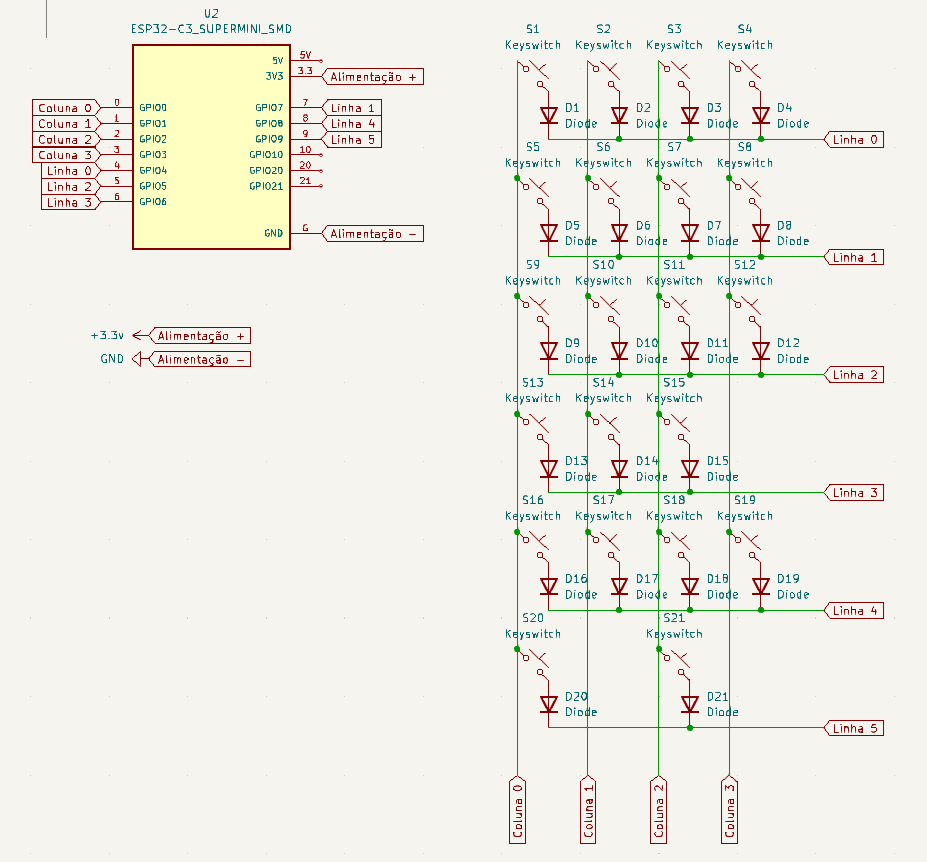 U2
ESP32-C3_SUPERMINI_SMD
5V 5V
3V3 3.3 Alimentação +
Coluna 0 0 GPIO0 GPIO7 7 Linha 1
Coluna 1 1 GPIO1 GPIO8 8 Linha 4
Coluna 2 2 GPIO2 GPIO9 9 Linha 5
Coluna 3 3 GPIO3 GPIO10 10
Linha 0 4 GPIO4 GPIO20 20
Linha 2 5 GPIO5 GPIO21 21
Linha 3 6 GPIO6
GND G Alimentação -
+3.3v Alimentação +
GND Alimentação -
S1 S2 S3 S4
Keyswitch Keyswitch Keyswitch Keyswitch
D1 D2 D3 D4
Diode Diode Diode Diode
Linha 0
S5 S6 S7 S8
Keyswitch Keyswitch Keyswitch Keyswitch
D5 D6 D7 D8
Diode Diode Diode Diode
Linha 1
S9 S10 S11 S12
Keyswitch Keyswitch Keyswitch Keyswitch
D9 D10 D11 D12
Diode Diode Diode Diode
Linha 2
S13 S14 S15
Keyswitch Keyswitch Keyswitch
D13 D14 D15
Diode Diode Diode
Linha 3
S16 S17 S18 S19
Keyswitch Keyswitch Keyswitch Keyswitch
D16 D17 D18 D19
Diode Diode Diode Diode
Linha 4
S20 S21
Keyswitch Keyswitch
D20 D21
Diode Diode
Linha 5
Coluna 0
Coluna 1
Coluna 2
Coluna 3